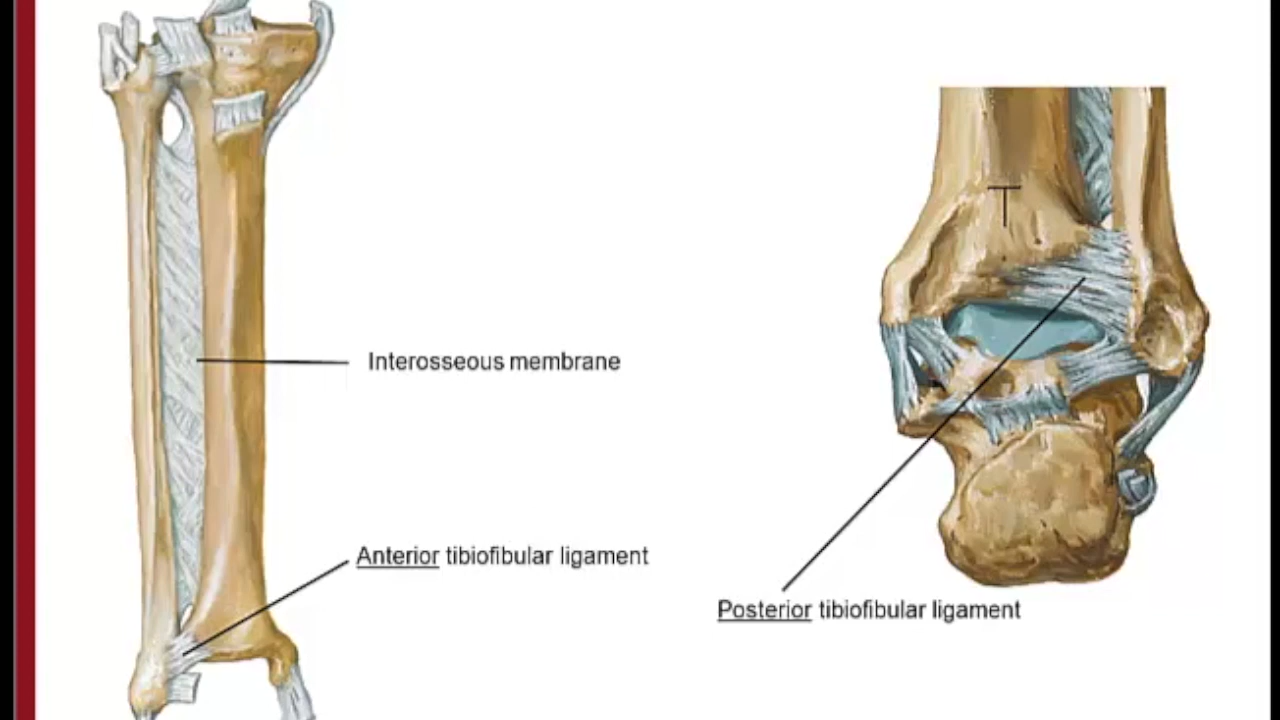 T
Interosseous membrane
Anterior tibiofibular ligament
Posterior tibiofibular ligament